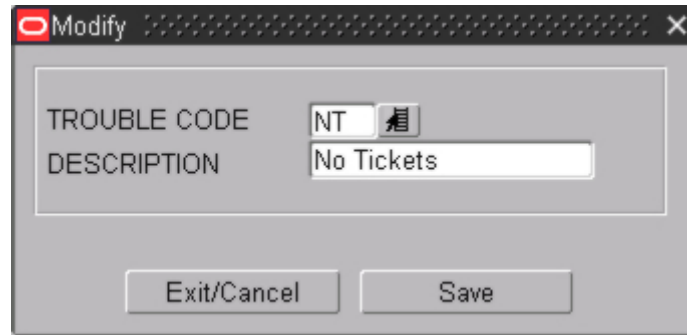 Modify
TROUBLE CODE NT
DESCRIPTION No Tickets
Exit/Cancel Save